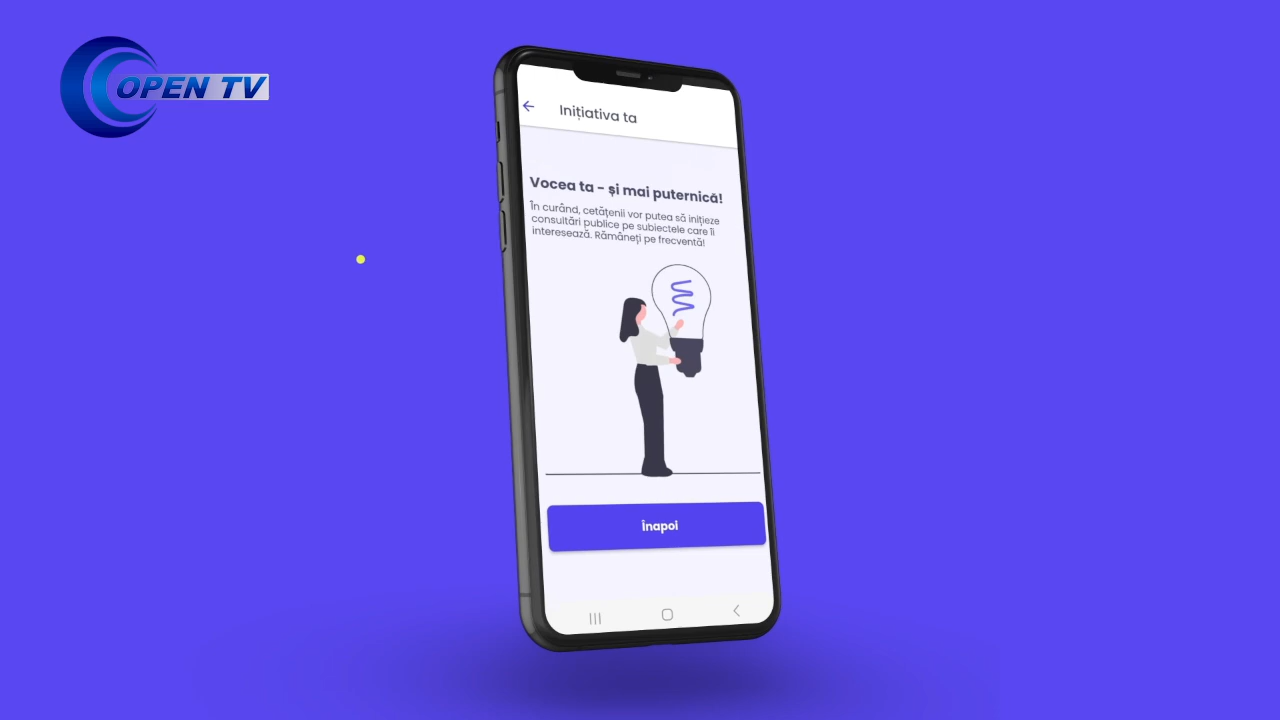 OPEN TV
Inițiativa ta
Vocea ta - și mai puternică!
În curând, cetățenii vor putea să inițieze
consultări publice pe subiectele care îi
interesează. Rămâneți pe frecventă!
Înapoi